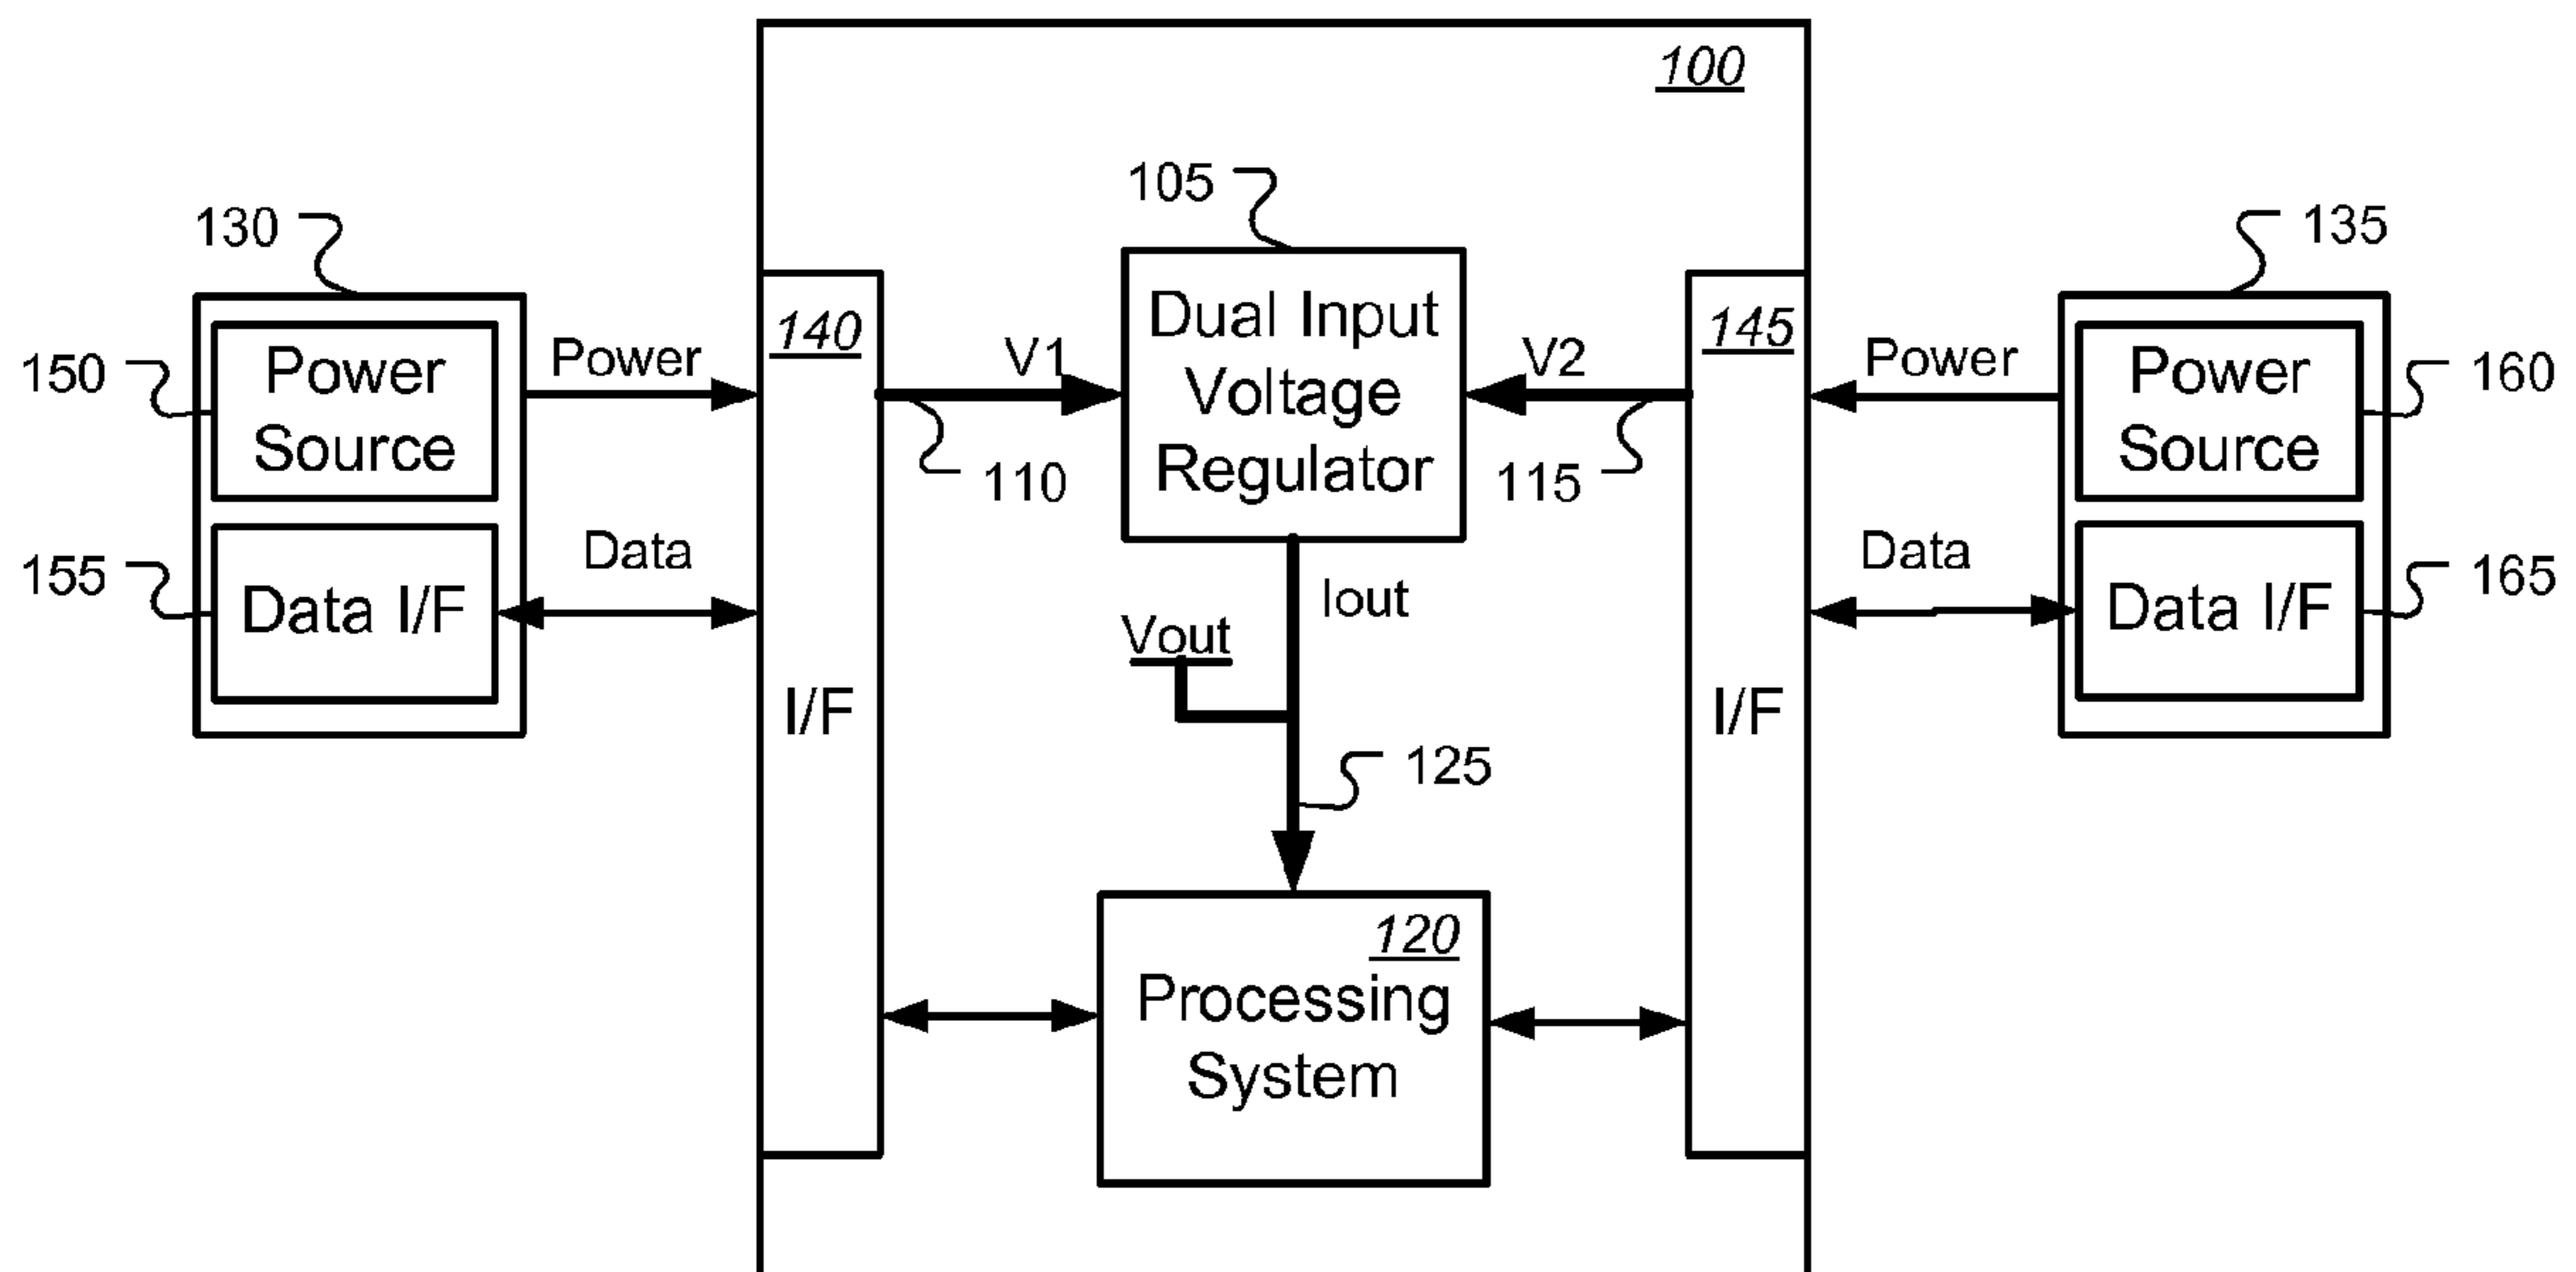 100
105
130
135
140
145
Dual Input
Voltage
Regulator
V1
V2
Power
Power
150
Power
Source
Power
Source
160
110
115
Data
Data
155
Data I/F
Data I/F
165
Iout
Vout
I/F
I/F
125
120
Processing
System